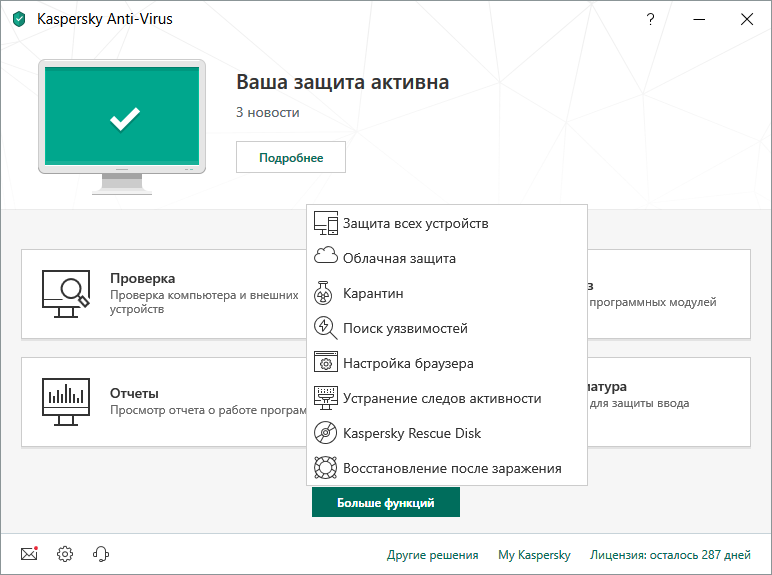 Kaspersky Anti-Virus
?
Ваша защита активна
3 новости
Подробнее
Защита всех устройств
Облачная защита
Карантин
Поиск уязвимостей
Настройка браузера
Устранение следов активности
Kaspersky Rescue Disk
Восстановление после заражения
Проверка
Проверка компьютера и внешних
устройств
программных модулей
Отчеты
Просмотр отчета о работе
для защиты ввода
Больше функций
Другие решения
My Kaspersky
Лицензия: осталось 287 дней